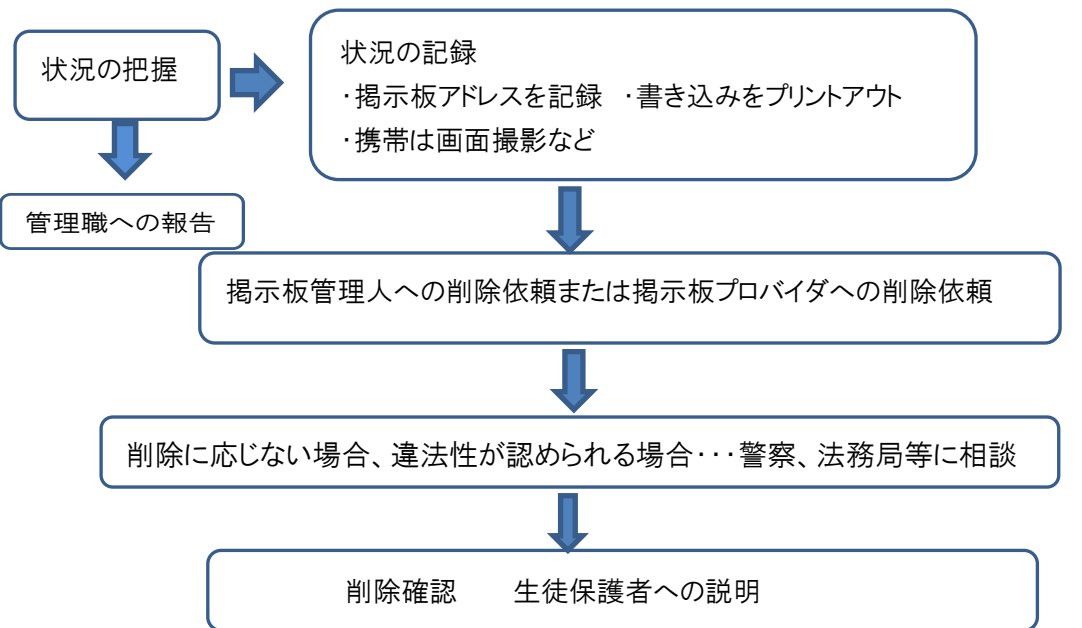 状況の把握
状況の記録
・掲示板アドレスを記録　・書き込みをプリントアウト
・携帯は画面撮影など
管理職への報告
掲示板管理人への削除依頼または掲示板プロバイダへの削除依頼
削除に応じない場合、違法性が認められる場合・・・警察、法務局等に相談
削除確認　　生徒保護者への説明